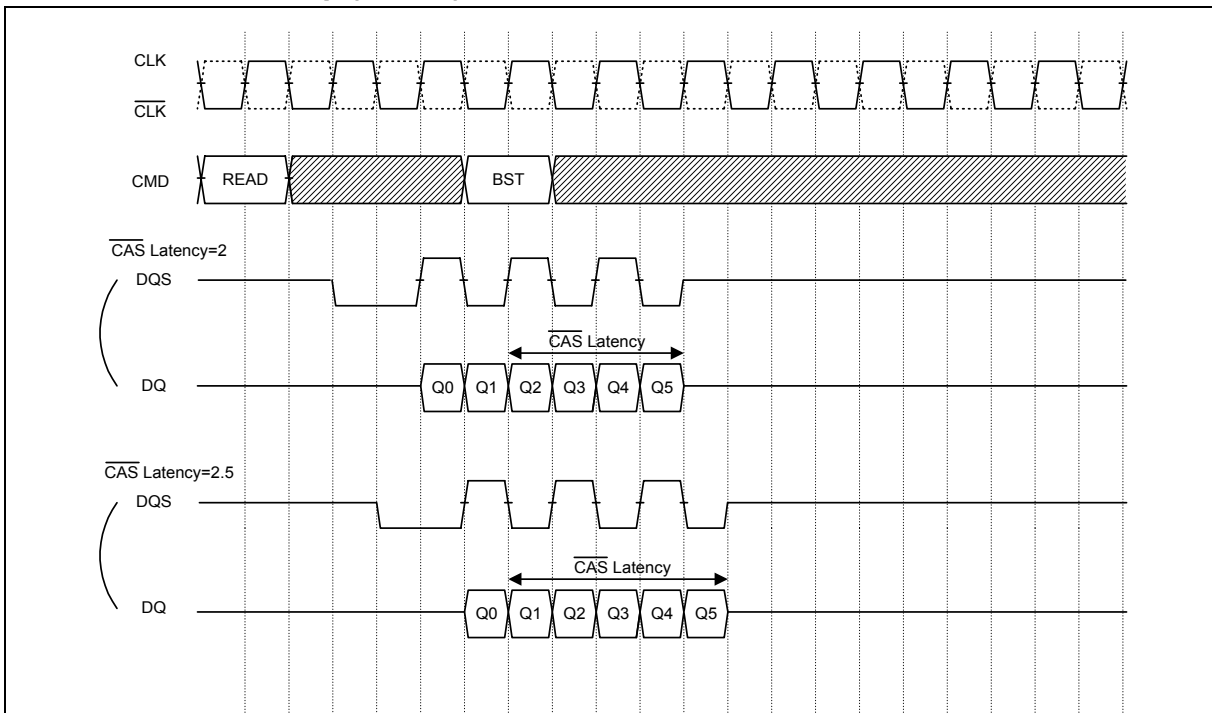 CLK
CLK
CMD READ BST
CAS Latency=2
DQS
CAS Latency
DQ Q0 Q1 Q2 Q3 Q4 Q5
CAS Latency=2.5
DQS
CAS Latency
DQ Q0 Q1 Q2 Q3 Q4 Q5